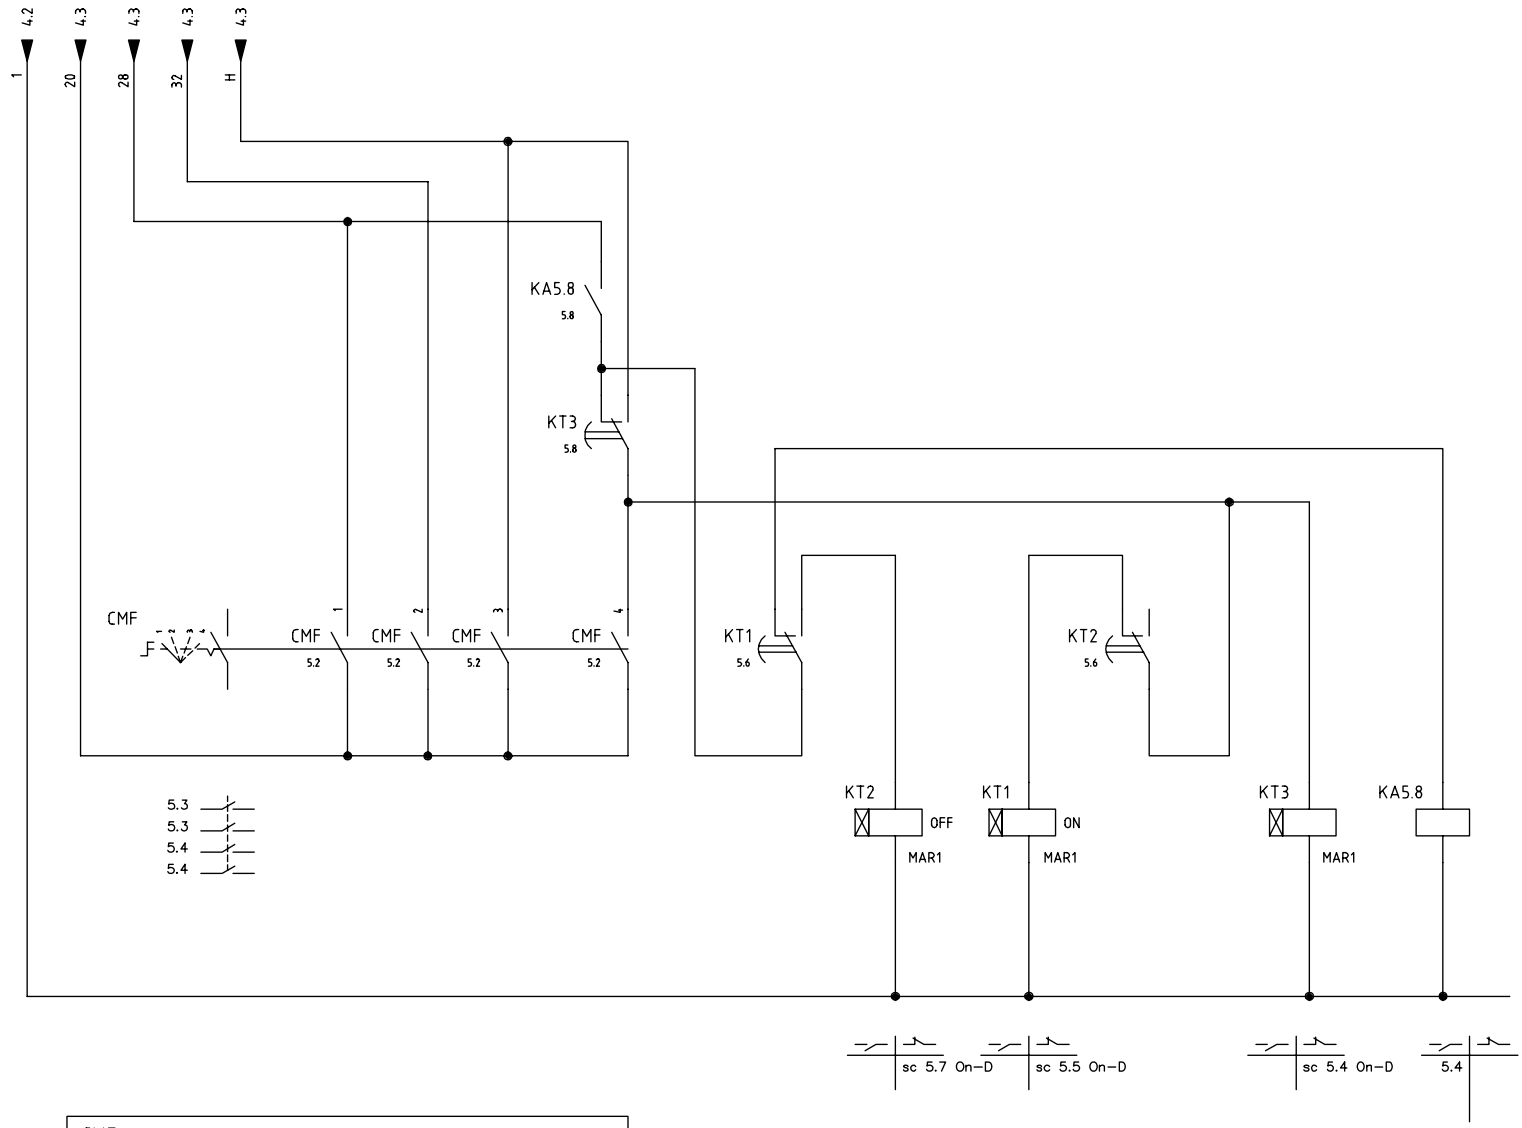 4.2 4.3 4.3 4.3 4.3
1 20 28 32 H
KA5.8
5.8
KT3
5.8
CMF
1 2 3 4
1 2 3 4
CMF CMF CMF CMF
5.2 5.2 5.2 5.2
KT1
5.6
KT2
5.6
5.3
5.3
5.4
5.4
KT2 KT1 KT3 KA5.8
OFF ON
MAR1 MAR1 MAR1
sc 5.7 On-D sc 5.5 On-D sc 5.4 On-D 5.4